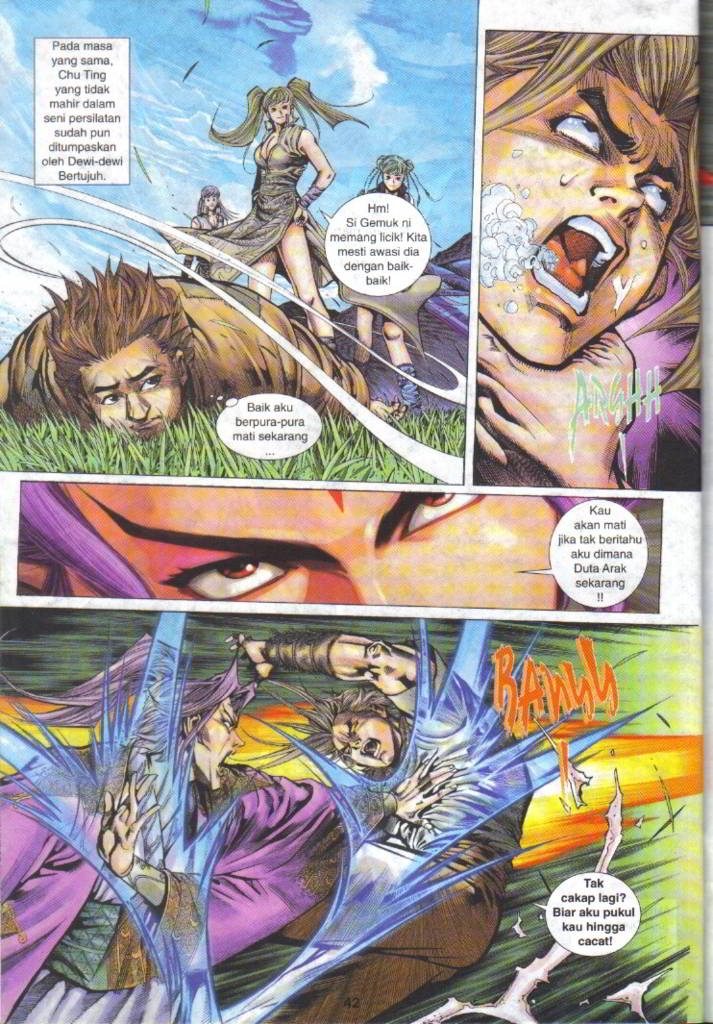 Pada masa
yang sama,
Chu Ting
yang tidak
mahir dalam
seni persilatan
sudah pun
ditumpaskan
oleh Dewi-dewi
Bertujuh.
Hm!
Si Gemuk ni
memang licik! Kita
mesti awasi dia
dengan baik-
baik!
Baik aku
berpura-pura
mati sekarang
...
ARGHH
!
Kau
akan mati
jika tak beritahu
aku dimana
Duta Arak
sekarang
!!
BANGG
!
Tak
cakap lagi?
Biar aku pukul
kau hingga
cacat!
42